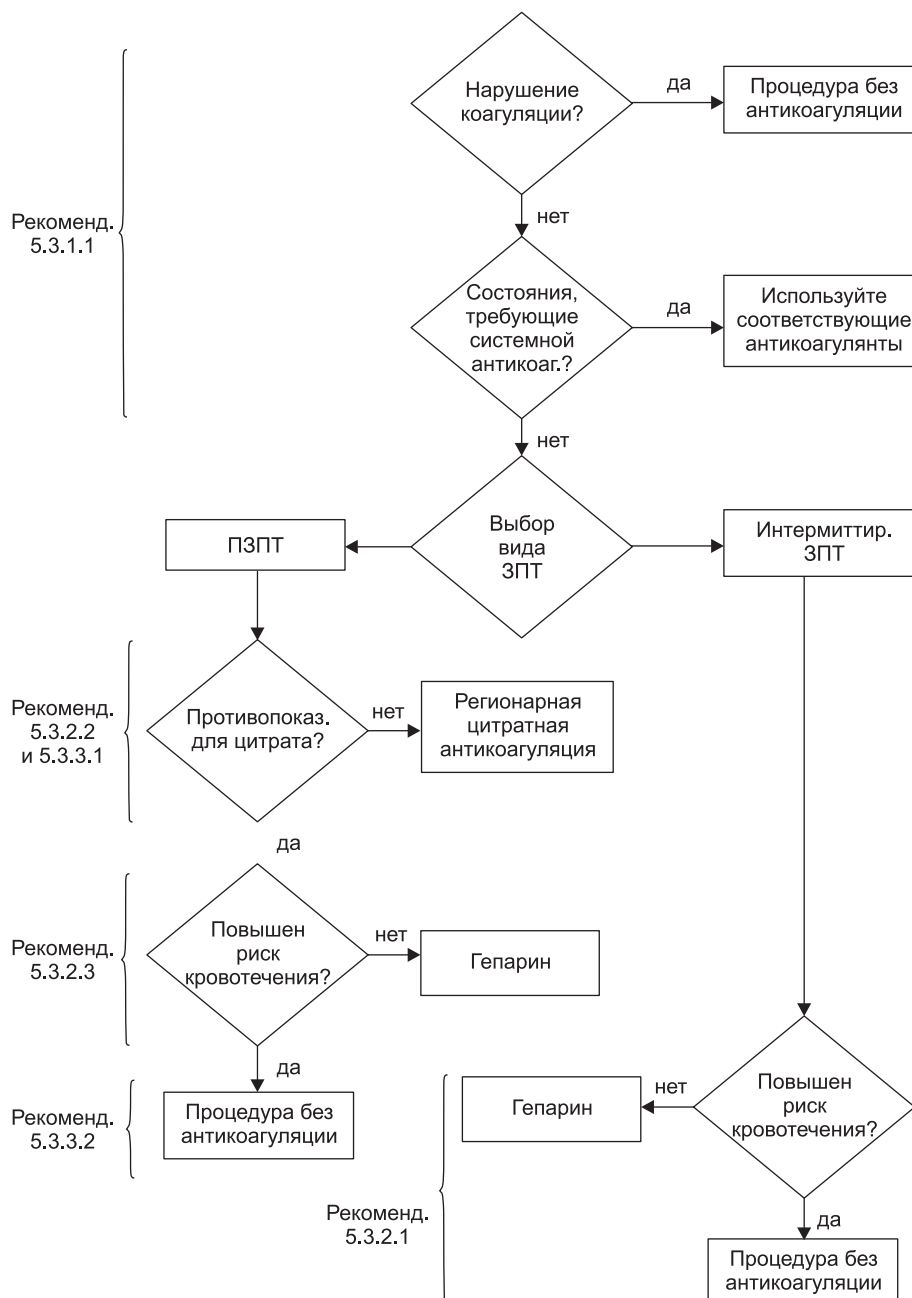 Нарушение
коагуляции?
да
Процедура без
антикоагуляции
нет
Рекоменд.
5.3.1.1
Состояния,
требующие
системной
антикоаг.?
да
Используйте
соответствующие
антикоагулянты
нет
ПЗПТ
Выбор
вида
ЗПТ
Интермиттир.
ЗПТ
Рекоменд.
5.3.2.2
и 5.3.3.1
Противопоказ.
для цитрата?
нет
Регионарная
цитратная
антикоагуляция
да
Рекоменд.
5.3.2.3
Повышен
риск
кровотечения?
нет
Гепарин
да
Рекоменд.
5.3.3.2
Процедура без
антикоагуляции
Рекоменд.
5.3.2.1
Гепарин
нет
Повышен
риск
кровотечения?
да
Процедура без
антикоагуляции